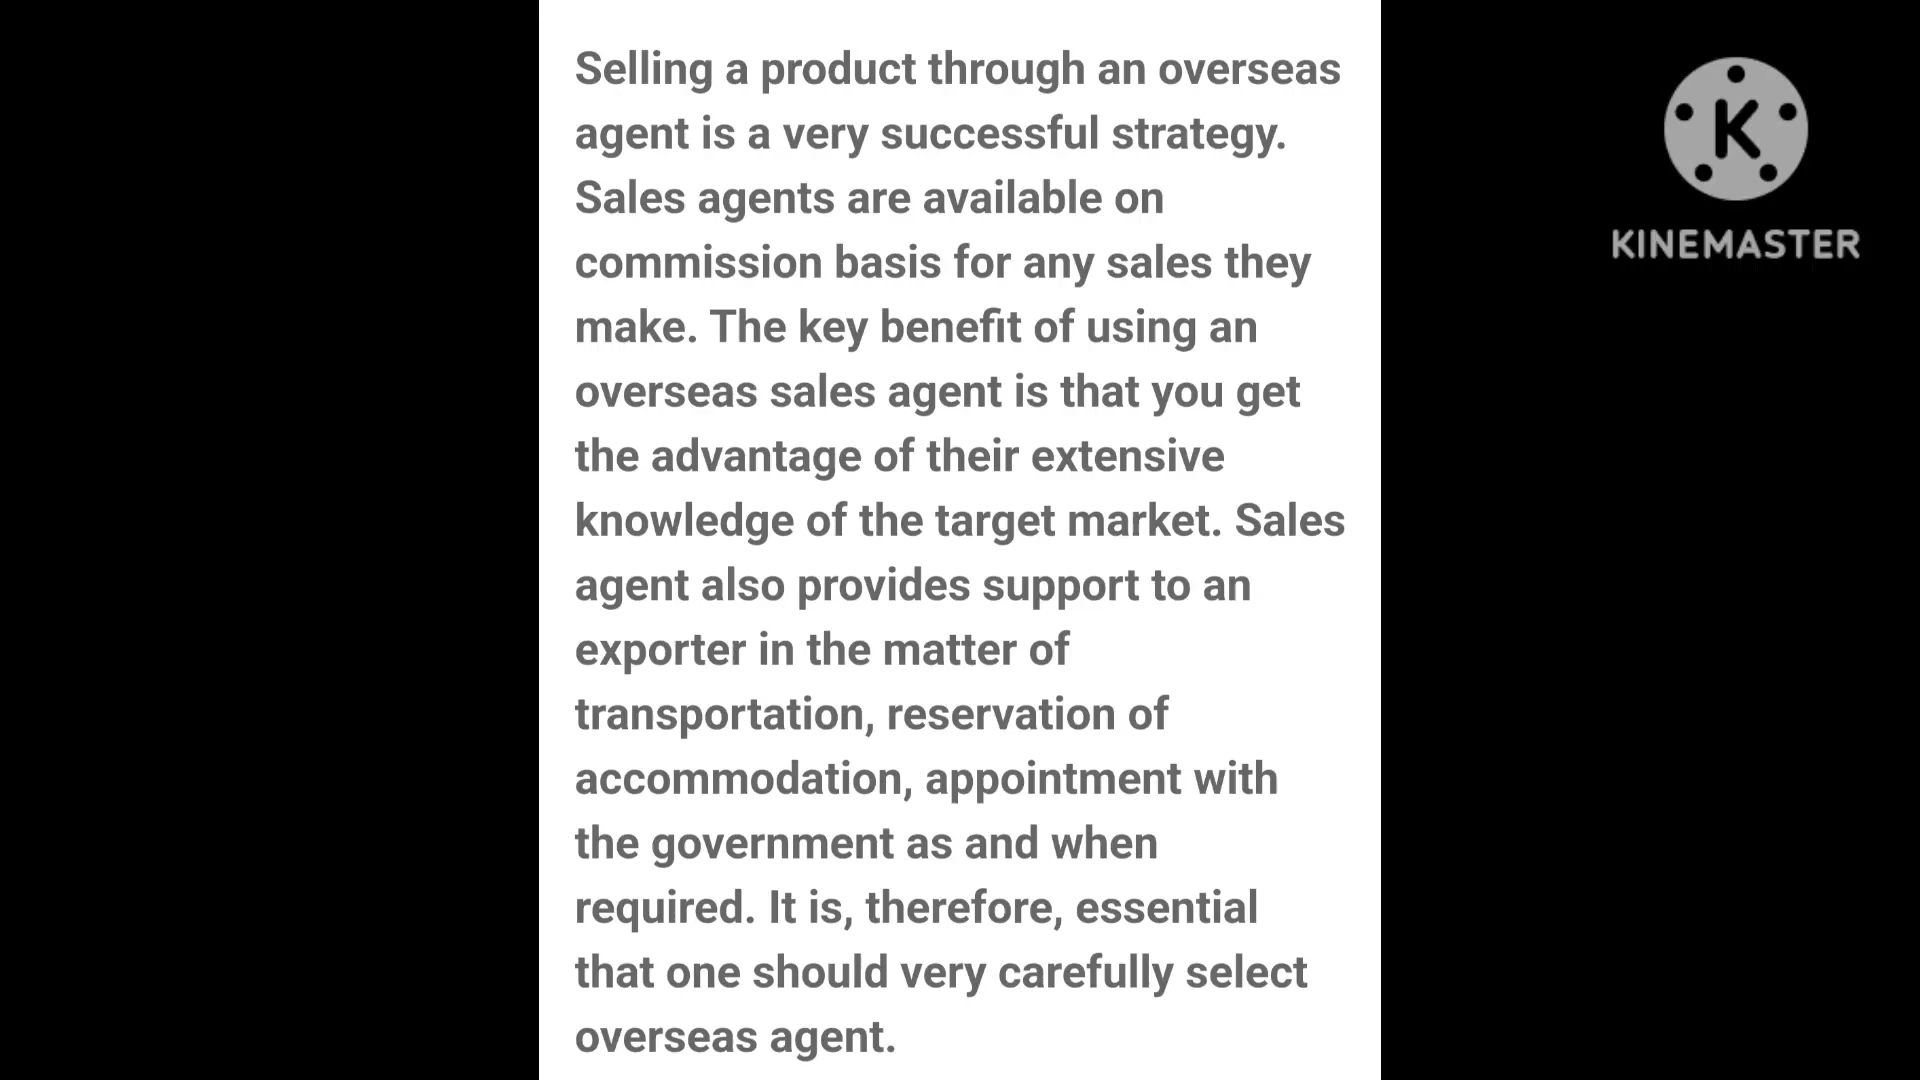 Selling a product through an overseas
agent is a very successful strategy.
Sales agents are available on
commission basis for any sales they
make. The key benefit of using an
overseas sales agent is that you get
the advantage of their extensive
knowledge of the target market. Sales
agent also provides support to an
exporter in the matter of
transportation, reservation of
accommodation, appointment with
the government as and when
required. It is, therefore, essential
that one should very carefully select
overseas agent.
K
KINEMASTER